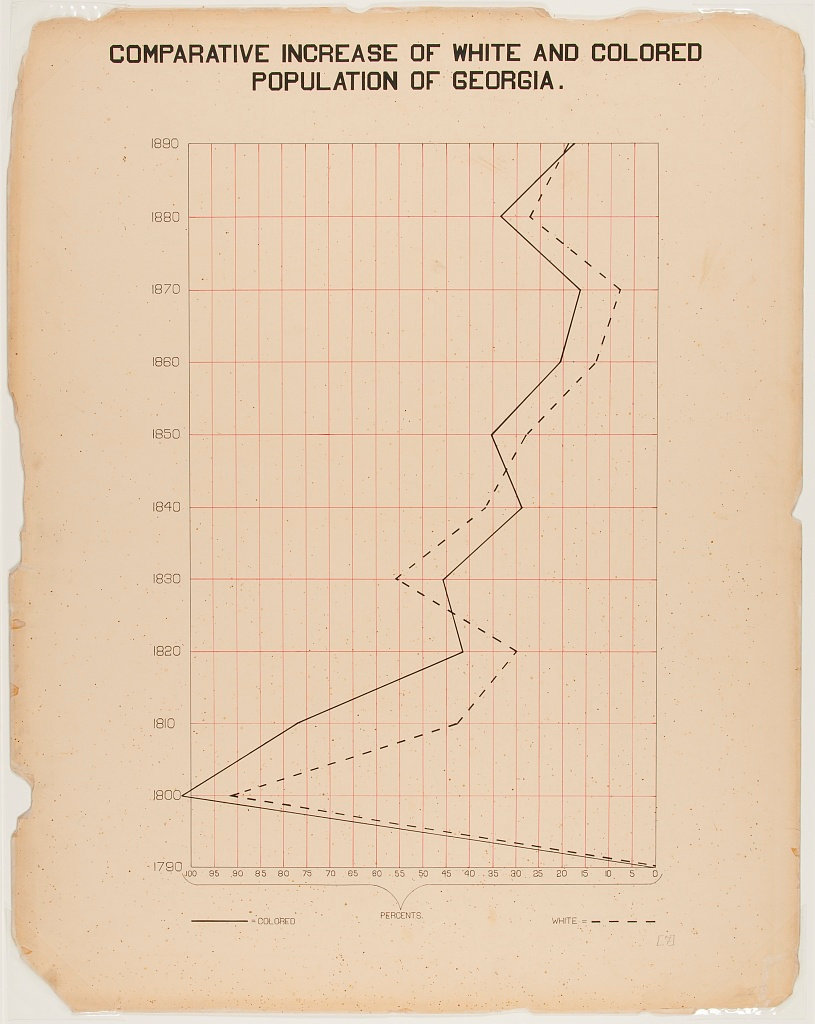 COMPARATIVE INCREASE OF WHITE AND COLORED
POPULATION OF GEORGIA.
1890
1880
1870
1860
1850
1840
1830
1820
1810
1800
1790
100 95 90 85 80 75 70 65 60 55 50 45 40 35 30 25 20 15 10 5 0
PERCENTS.
= COLORED
WHITE =